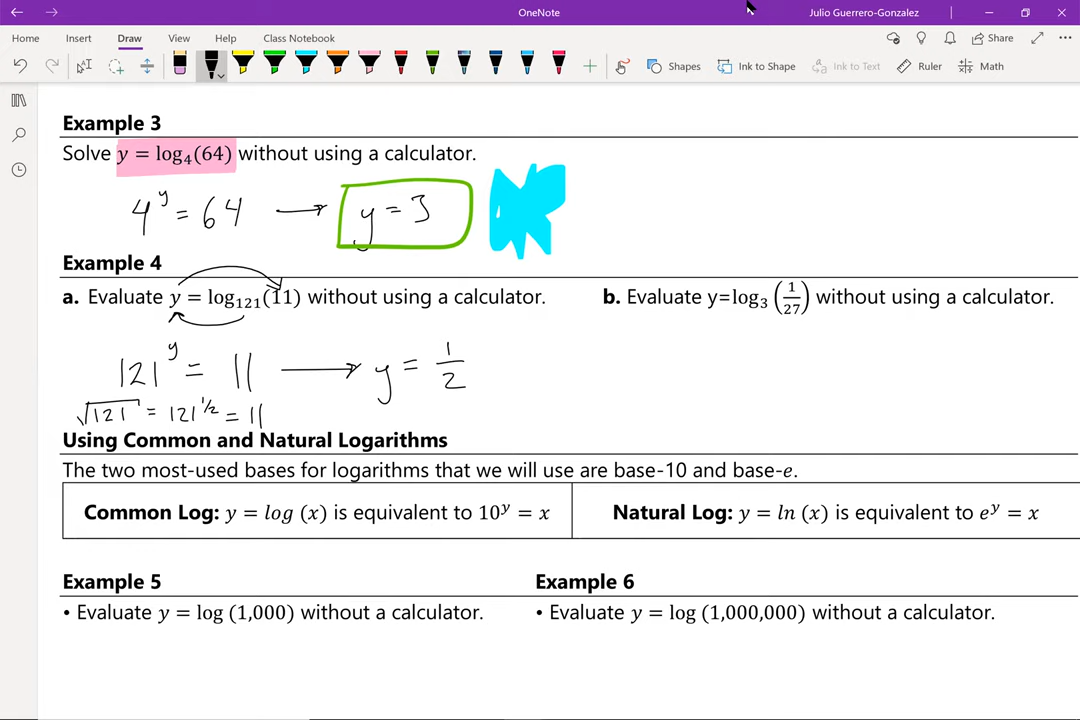 OneNote
Julio Guerrero-Gonzalez
Home Insert Draw View Help Class Notebook
Share
Shapes Ink to Shape Ink to Text Ruler Math
Example 3
Solve y = log₄(64) without using a calculator.
4^y = 64 → y = 3
Example 4
a. Evaluate y = log₁₂₁(11) without using a calculator. b. Evaluate y=log₃ (1/27) without using a calculator.
121^y = 11 → y = 1/2
√121 = 121^1/2 = 11
Using Common and Natural Logarithms
The two most-used bases for logarithms that we will use are base-10 and base-e.
Common Log: y = log (x) is equivalent to 10^y = x Natural Log: y = ln (x) is equivalent to e^y = x
Example 5 Example 6
• Evaluate y = log (1,000) without a calculator. • Evaluate y = log (1,000,000) without a calculator.